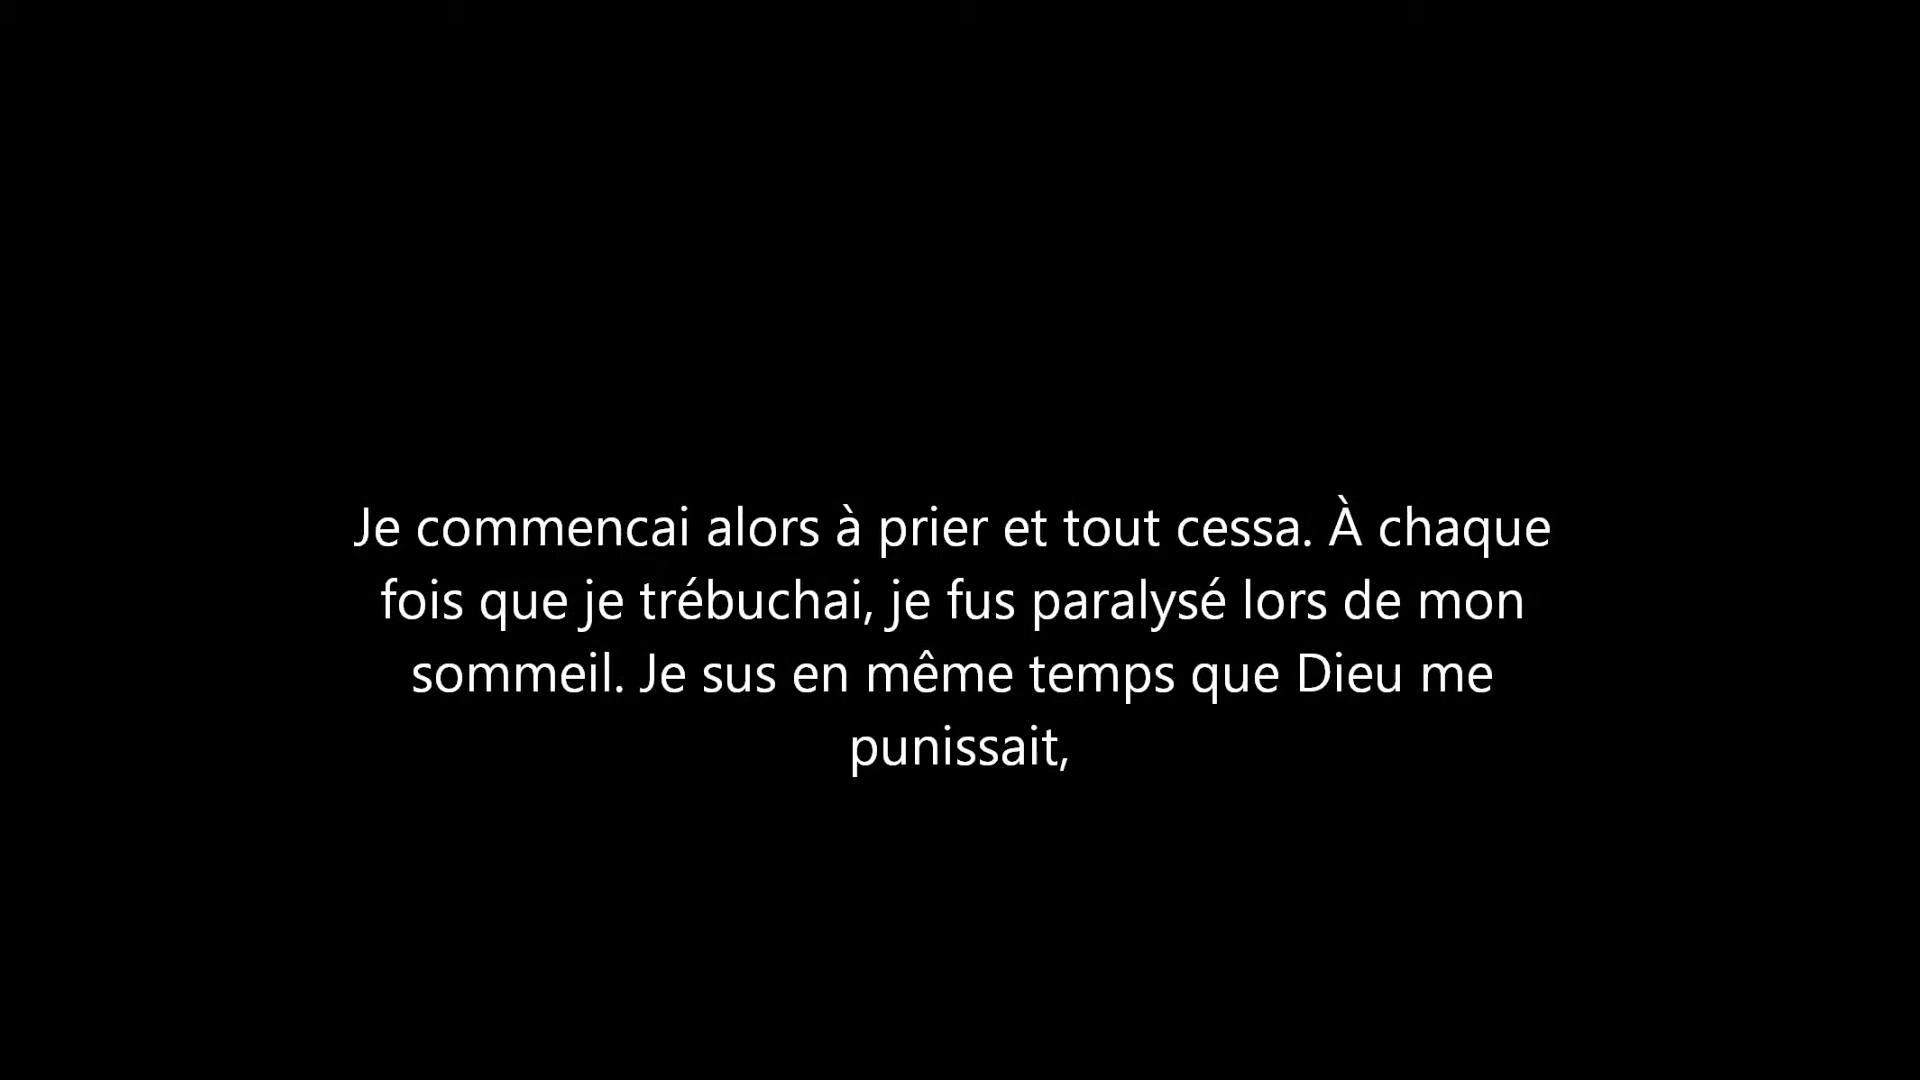 Je commencai alors à prier et tout cessa. À chaque
fois que je trébuchai, je fus paralysé lors de mon
sommeil. Je sus en même temps que Dieu me
punissait,